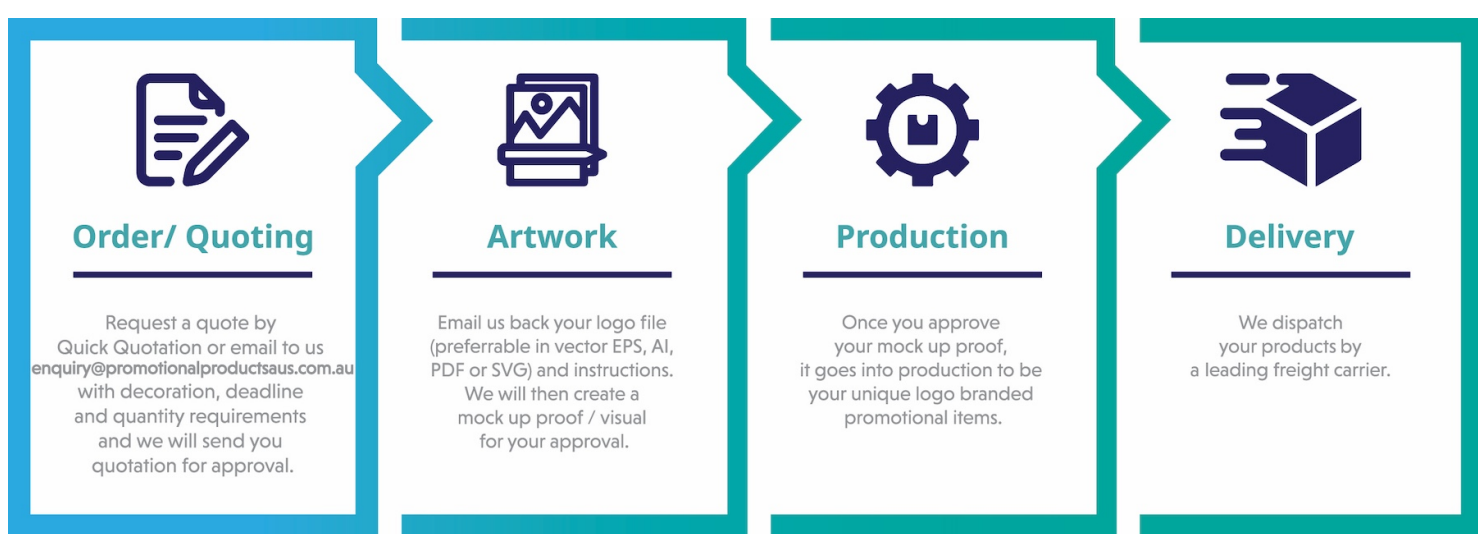 Order/ Quoting
Request a quote by
Quick Quotation or email to us
enquiry@promotionalproductsaus.com.au
with decoration, deadline
and quantity requirements
and we will send you
quotation for approval.
Artwork
Email us back your logo file
(preferrable in vector EPS, AI,
PDF or SVG) and instructions.
We will then create a
mock up proof / visual
for your approval.
Production
Once you approve
your mock up proof,
it goes into production to be
your unique logo branded
promotional items.
Delivery
We dispatch
your products by
a leading freight carrier.